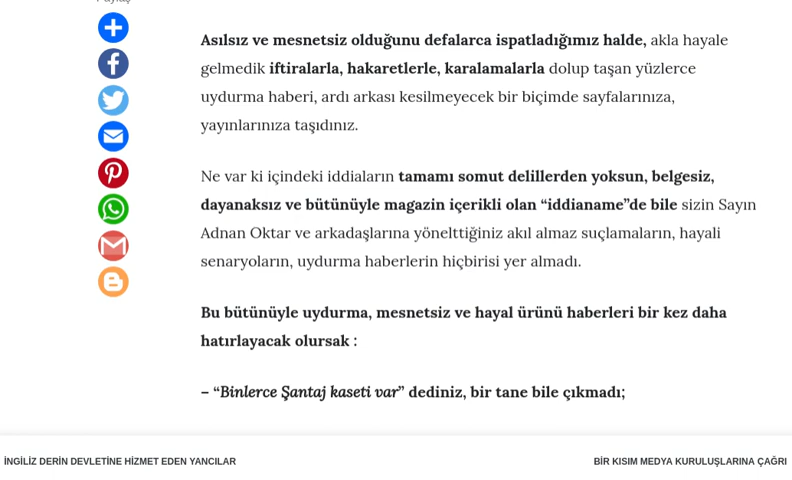 Asılsız ve mesnetsiz olduğunu defalarca ispatladığımız halde, akla hayale
gelmedik iftiralarla, hakaretlerle, karalamalarla dolup taşan yüzlerce
uydurma haberi, ardı arkası kesilmeyecek bir biçimde sayfalarınıza,
yayınlarınıza taşıdınız.
Ne var ki içindeki iddiaların tamamı somut delillerden yoksun, belgesiz,
dayanaksız ve bütünüyle magazin içerikli olan “iddianame”de bile sizin Sayın
Adnan Oktar ve arkadaşlarına yönelttiğiniz akıl almaz suçlamaların, hayali
senaryoların, uydurma haberlerin hiçbirisi yer almadı.
Bu bütünüyle uydurma, mesnetsiz ve hayal ürünü haberleri bir kez daha
hatırlayacak olursak :
– “Binlerce Şantaj kaseti var” dediniz, bir tane bile çıkmadı;
İNGİLİZ DERİN DEVLETİNE HİZMET EDEN YANCILAR
BİR KISIM MEDYA KURULUŞLARINA ÇAĞRI